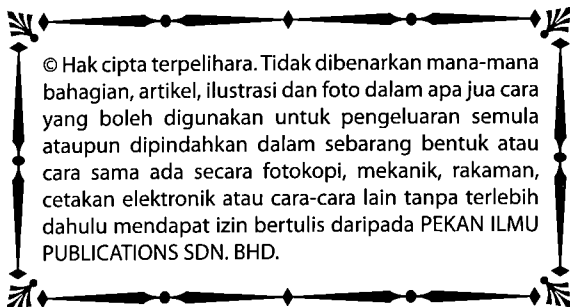 © Hak cipta terpelihara. Tidak dibenarkan mana-mana
bahagian, artikel, ilustrasi dan foto dalam apa jua cara
yang boleh digunakan untuk pengeluaran semula
ataupun dipindahkan dalam sebarang bentuk atau
cara sama ada secara fotokopi, mekanik, rakaman,
cetakan elektronik atau cara-cara lain tanpa terlebih
dahulu mendapat izin bertulis daripada PEKAN ILMU
PUBLICATIONS SDN. BHD.